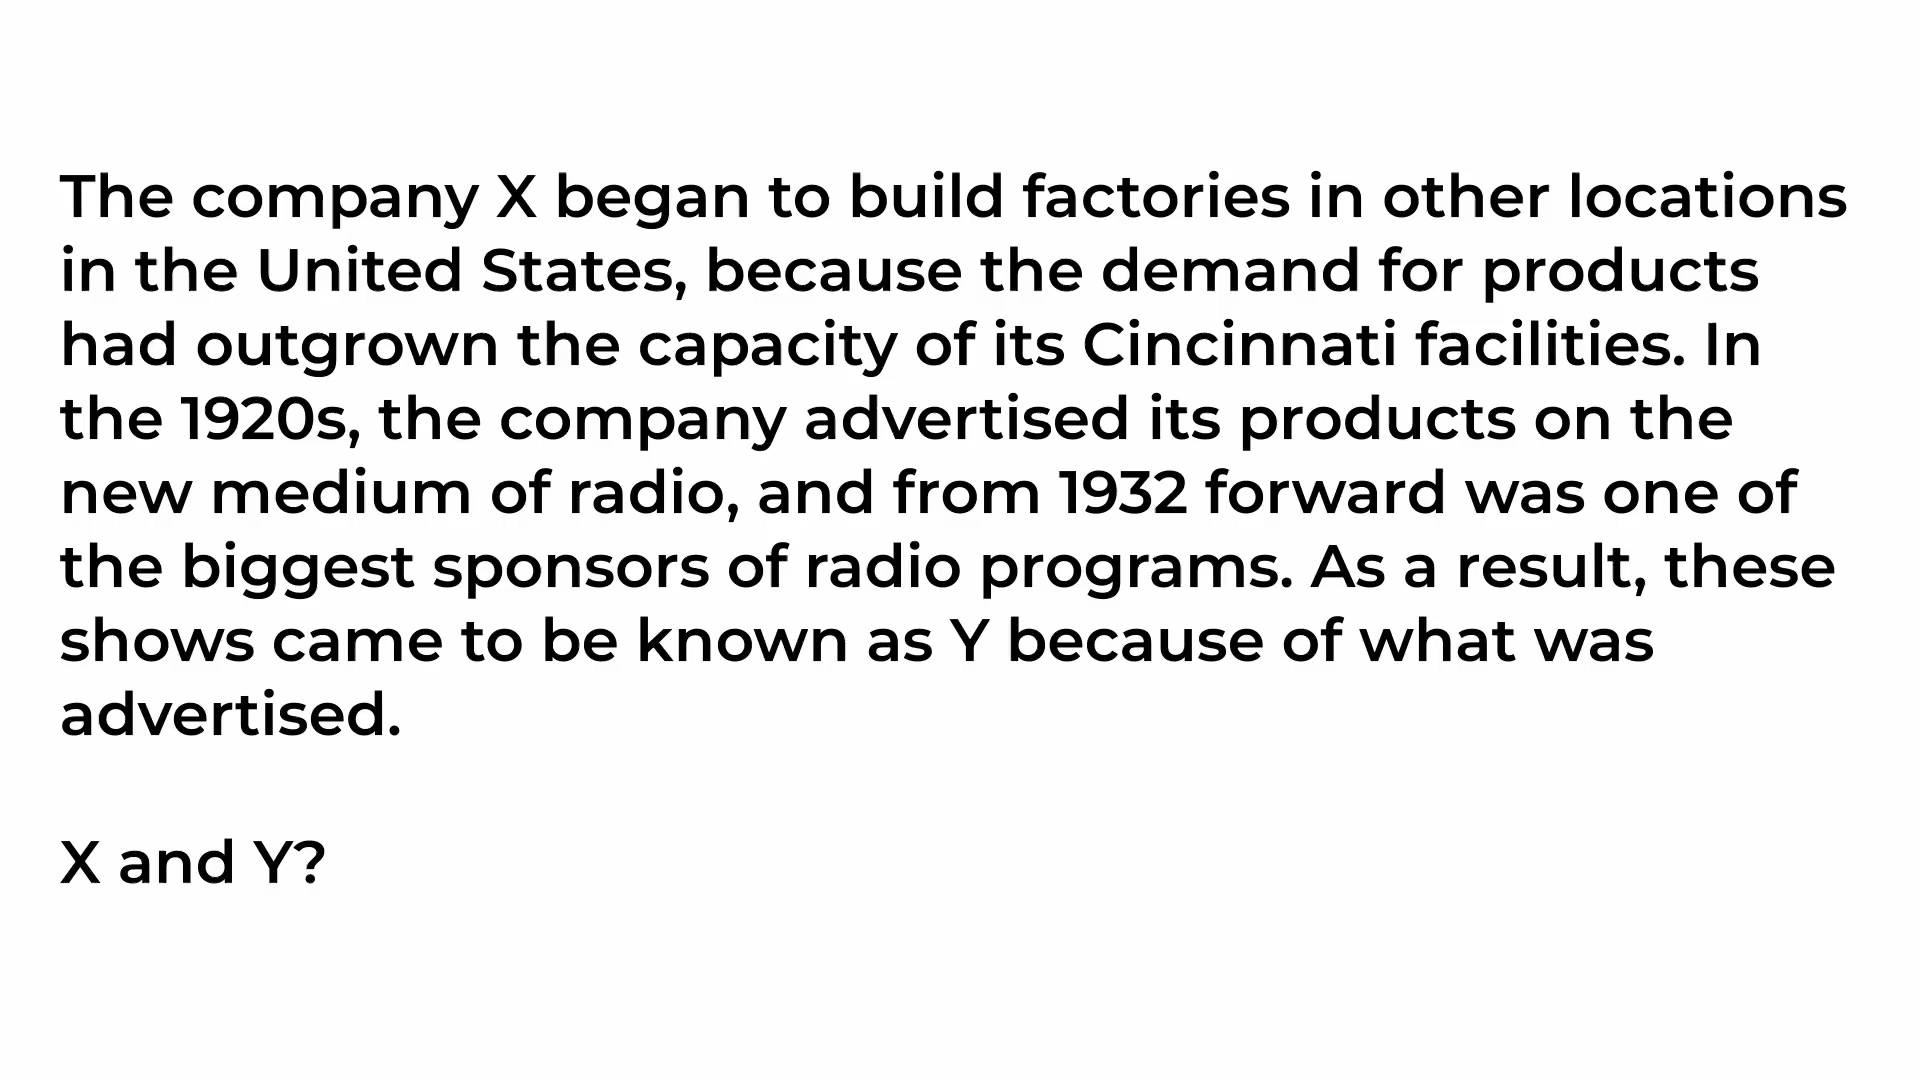 The company X began to build factories in other locations
in the United States, because the demand for products
had outgrown the capacity of its Cincinnati facilities. In
the 1920s, the company advertised its products on the
new medium of radio, and from 1932 forward was one of
the biggest sponsors of radio programs. As a result, these
shows came to be known as Y because of what was
advertised.
X and Y?